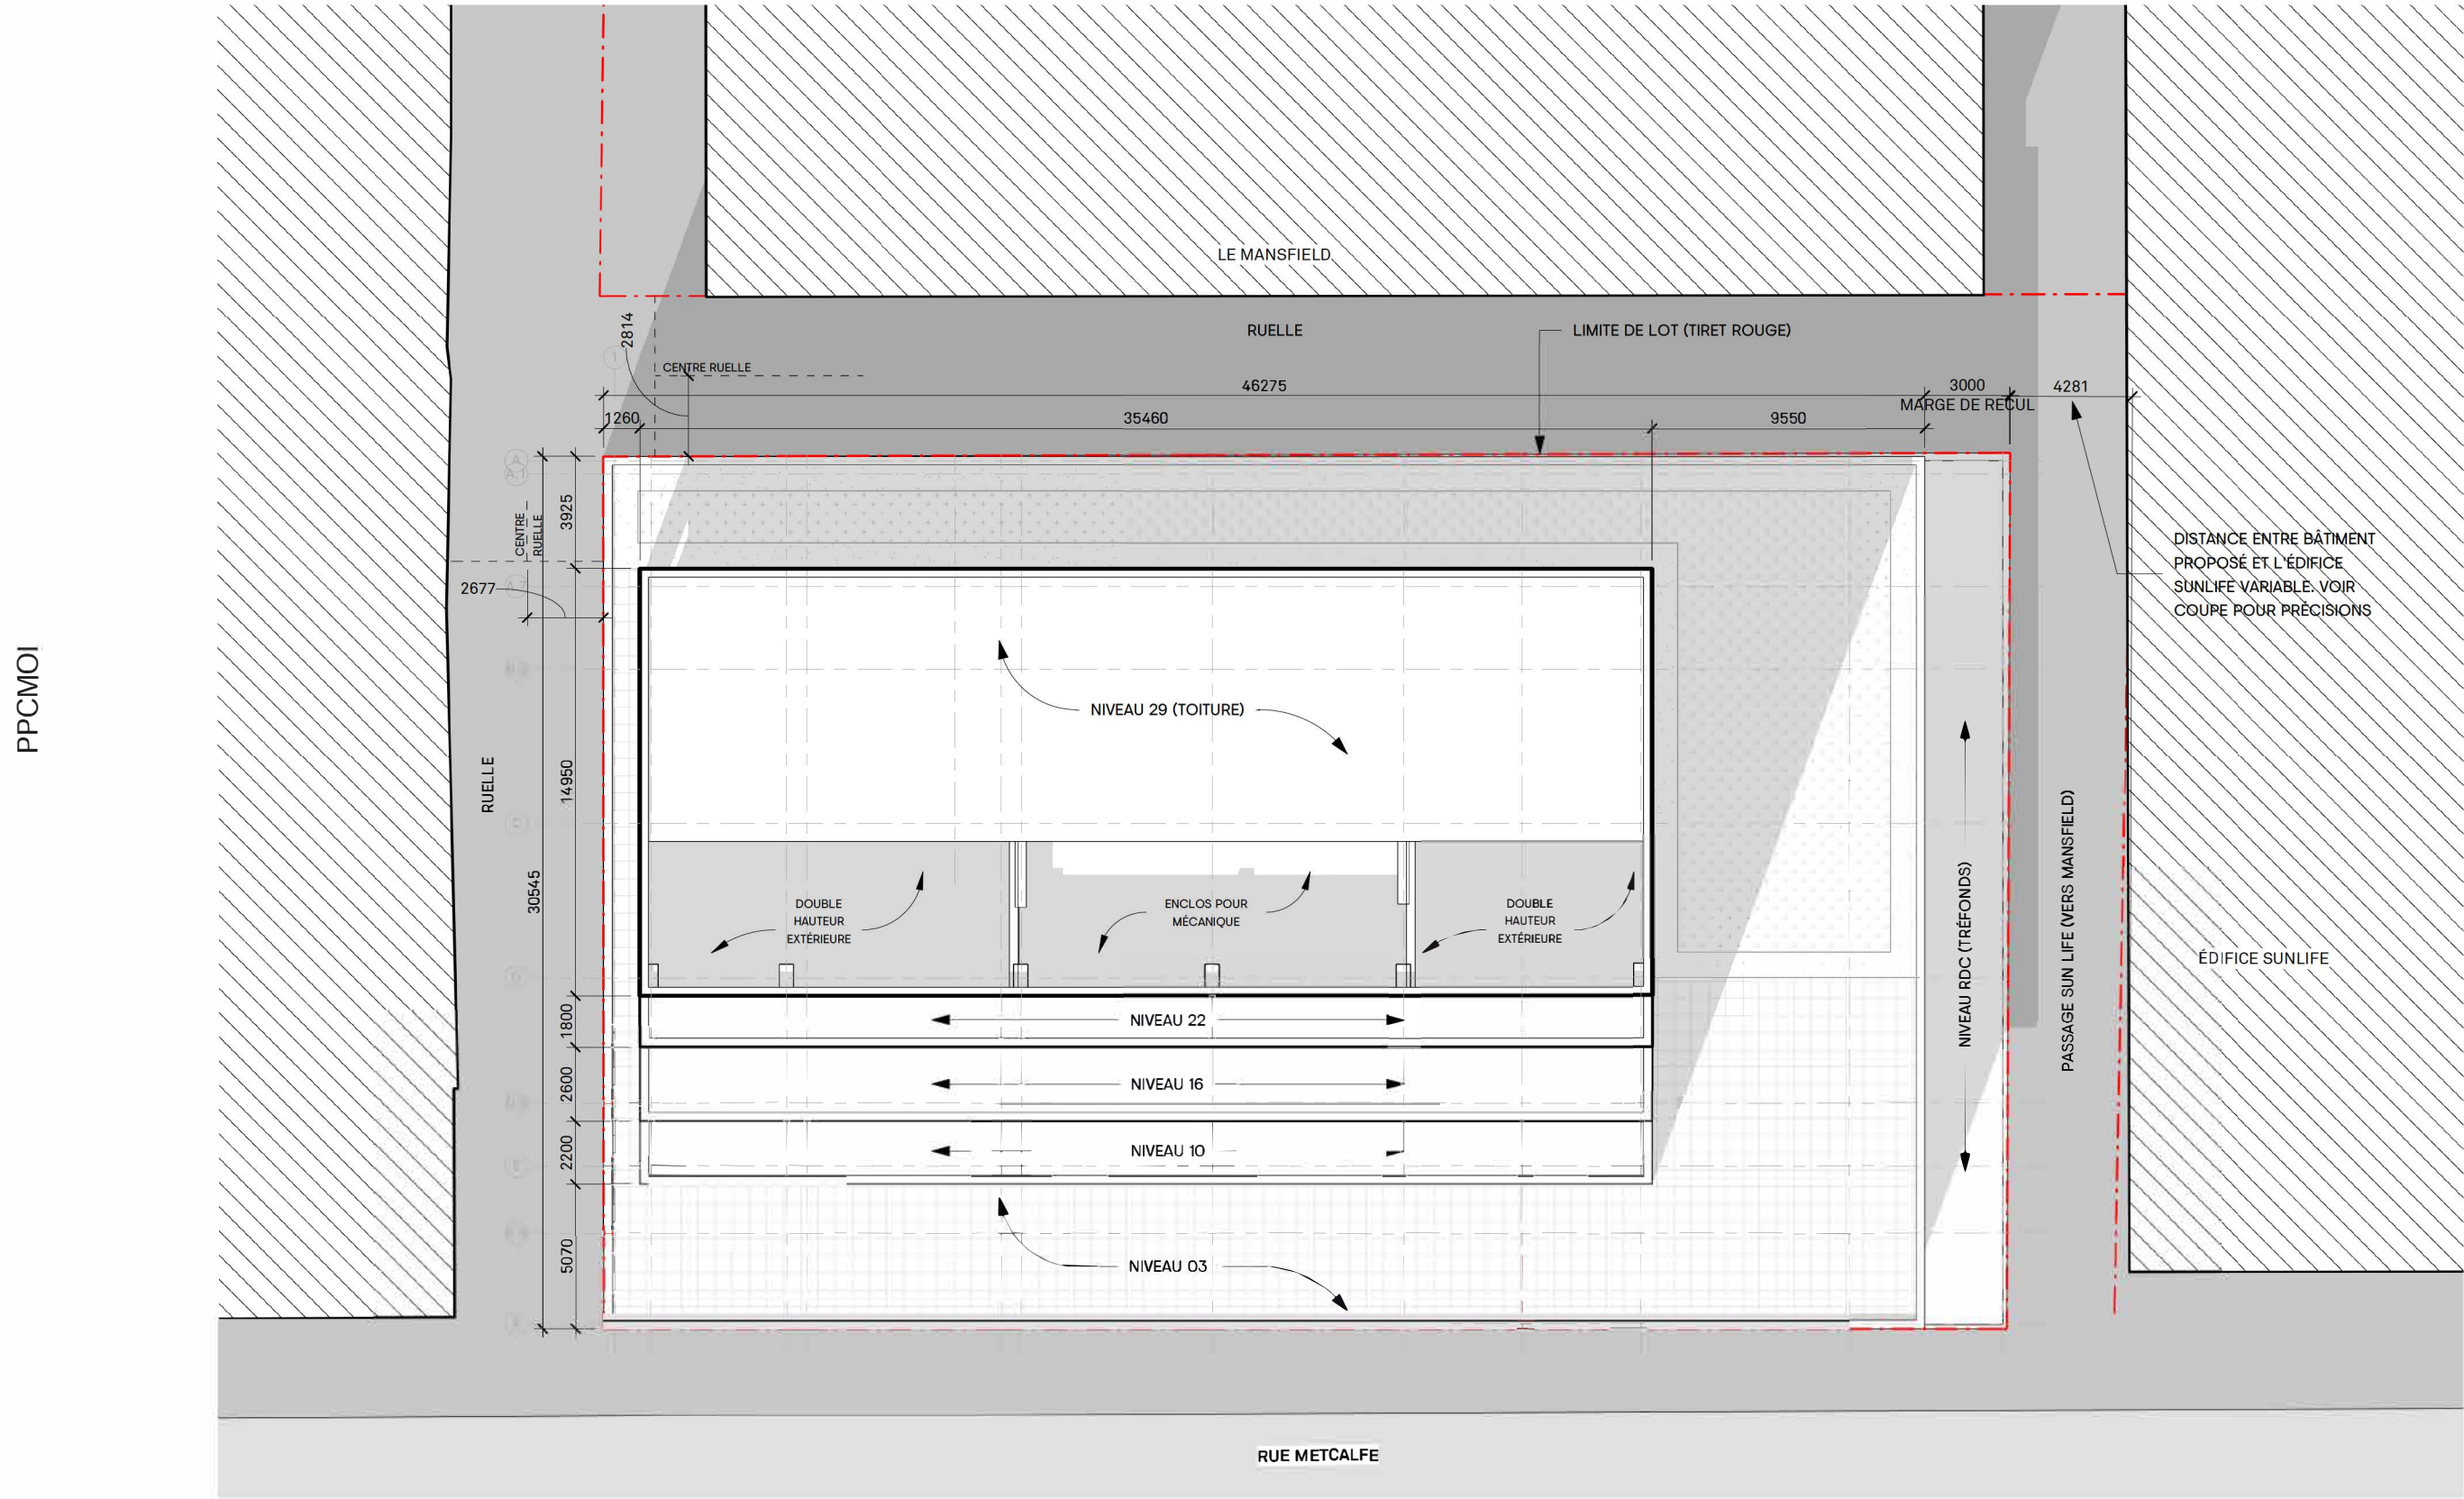 PPCMOI
LE MANSFIELD
RUELLE
LIMITE DE LOT (TIRET ROUGE)
2814
1
CENTRE RUELLE
46275
3000
4281
MARGE DE RECUL
1260
35460
9550
A
3925
CENTRE
RUELLE
2677
DISTANCE ENTRE BÂTIMENT
PROPOSÉ ET L'ÉDIFICE
SUNLIFE VARIABLE. VOIR
COUPE POUR PRÉCISIONS
NIVEAU 29 (TOITURE)
RUELLE
14950
30545
DOUBLE
HAUTEUR
EXTÉRIEURE
ENCLOS POUR
MÉCANIQUE
DOUBLE
HAUTEUR
EXTÉRIEURE
NIVEAU RDC (TRÉFONDS)
PASSAGE SUN LIFE (VERS MANSFIELD)
ÉDIFICE SUNLIFE
1800
NIVEAU 22
2600
NIVEAU 16
2200
NIVEAU 10
5070
NIVEAU 03
RUE METCALFE